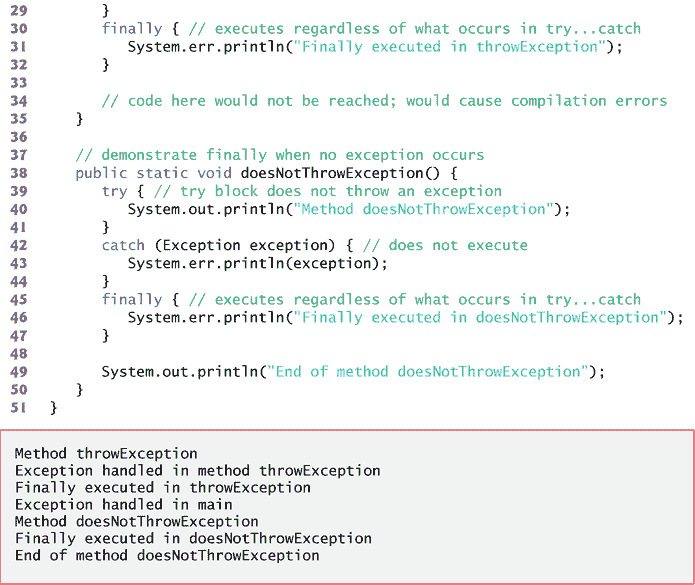 29 }
30 finally { // executes regardless of what occurs in try...catch
31 System.err.println("Finally executed in throwException");
32 }
33
34 // code here would not be reached; would cause compilation errors
35 }
36
37 // demonstrate finally when no exception occurs
38 public static void doesNotThrowException() {
39 try { // try block does not throw an exception
40 System.out.println("Method doesNotThrowException");
41 }
42 catch (Exception exception) { // does not execute
43 System.err.println(exception);
44 }
45 finally { // executes regardless of what occurs in try...catch
46 System.err.println("Finally executed in doesNotThrowException");
47 }
48
49 System.out.println("End of method doesNotThrowException");
50 }
51 }
Method throwException
Exception handled in method throwException
Finally executed in throwException
Exception handled in main
Method doesNotThrowException
Finally executed in doesNotThrowException
End of method doesNotThrowException